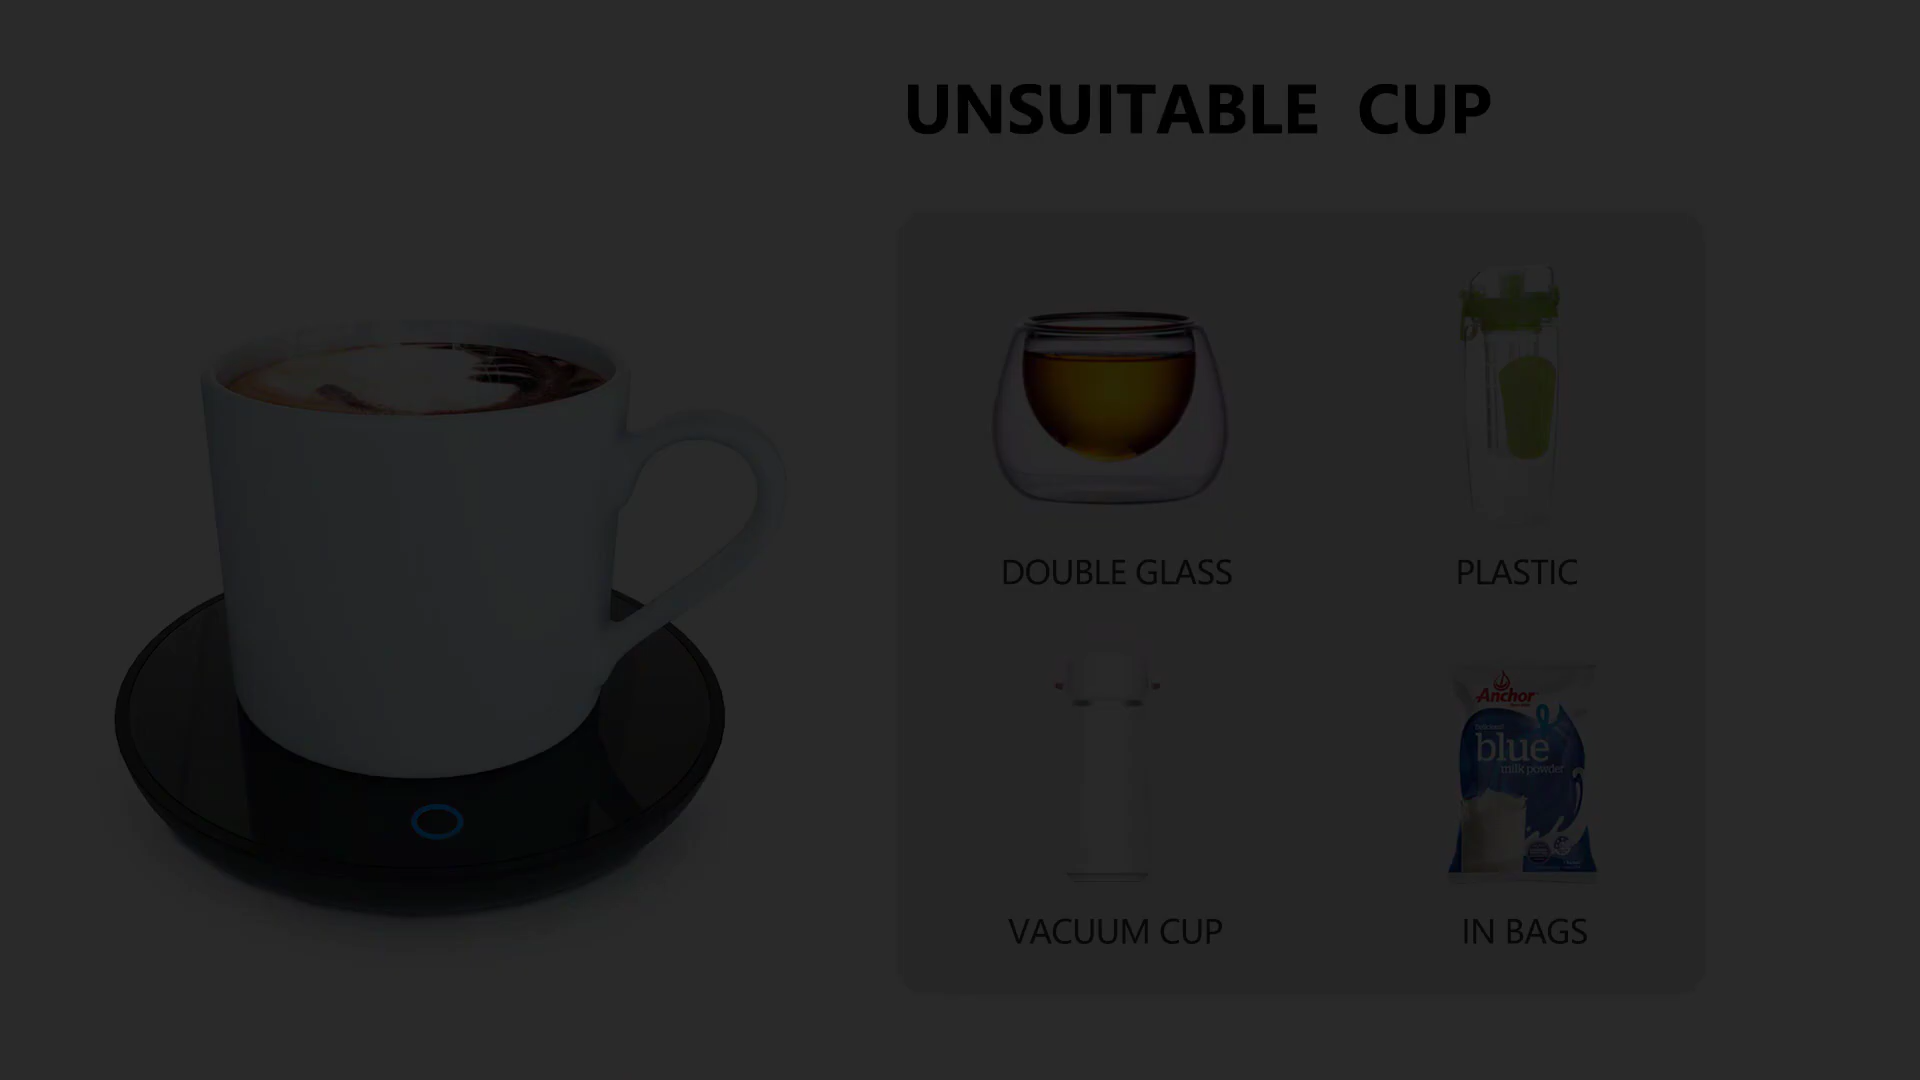 UNSUITABLE CUP
DOUBLE GLASS
PLASTIC
Anchor
blue
milk powder
VACUUM CUP
IN BAGS